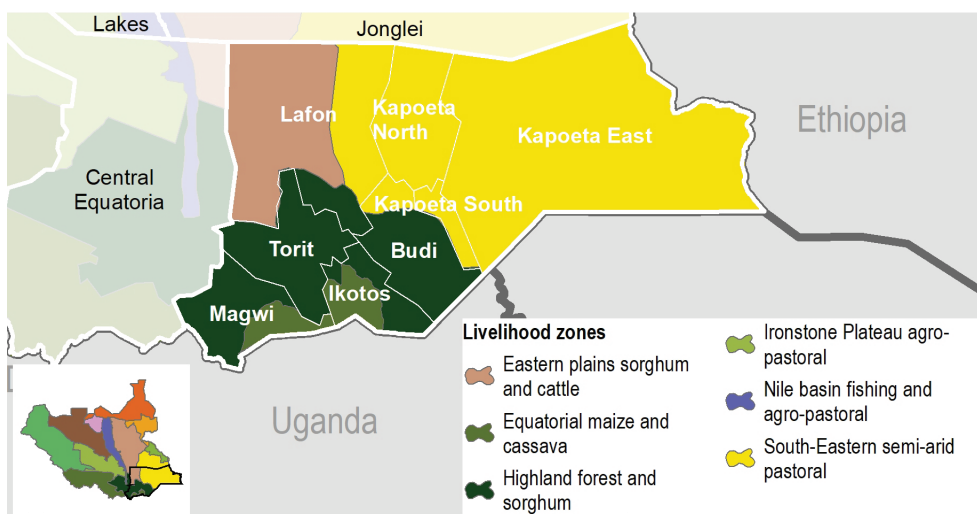 Lakes
Jonglei
Lafon
Kapoeta
North
Kapoeta East
Ethiopia
Central
Equatoria
Kapoeta South
Torit
Budi
Ikotos
Magwi
Uganda
Livelihood zones
Eastern plains sorghum
and cattle
Equatorial maize and
cassava
Highland forest and
sorghum
Ironstone Plateau agro-
pastoral
Nile basin fishing and
agro-pastoral
South-Eastern semi-arid
pastoral